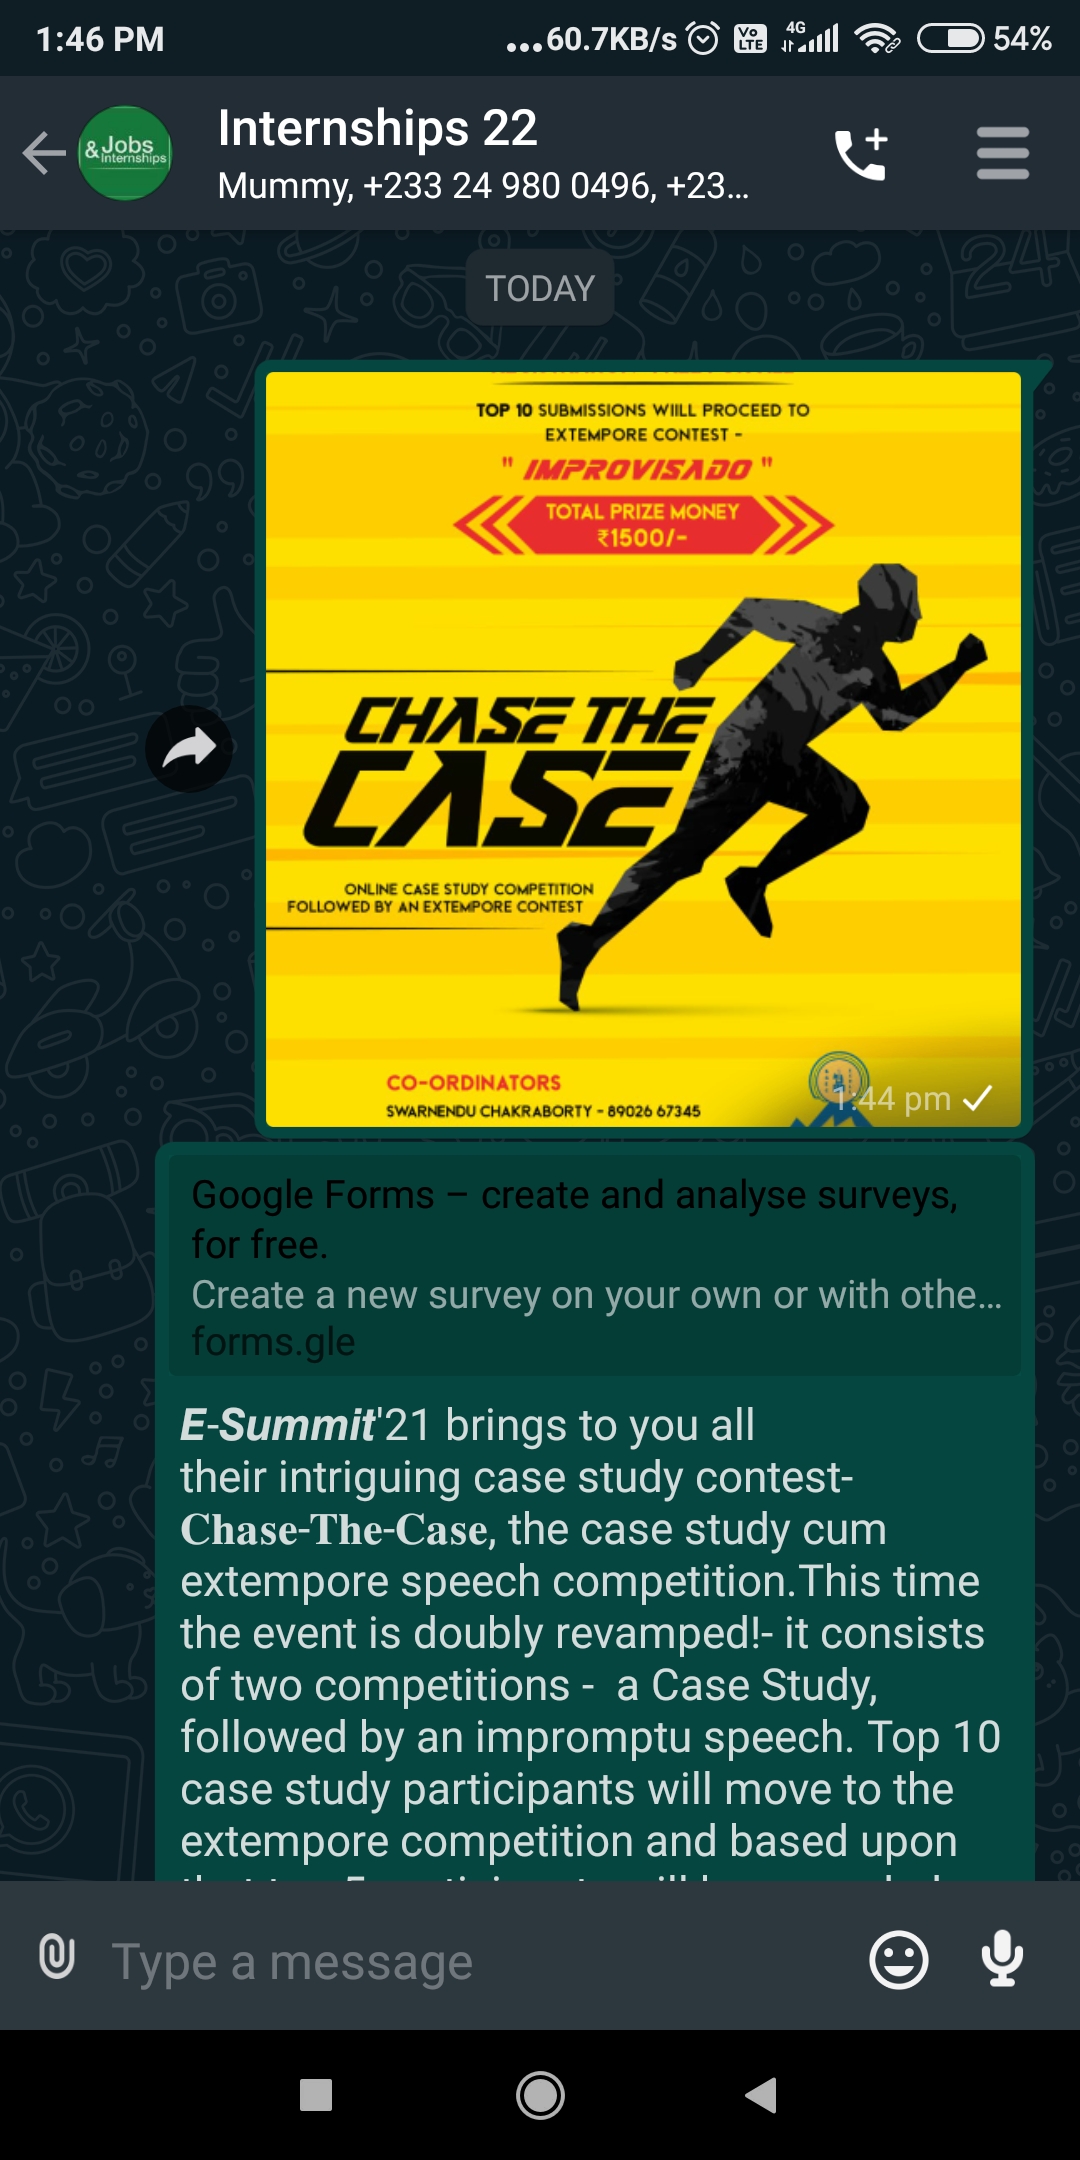 1:46 PM
...60.7KB/s
Vo LTE
4G
54%
&Jobs
Internships
Internships 22
Mummy, +233 24 980 0496, +23...
TODAY
TOP 10 SUBMISSIONS WIILL PROCEED TO
EXTEMPORE CONTEST -
" IMPROVISADO "
TOTAL PRIZE MONEY
₹1500/-
CHASE THE
CASE
ONLINE CASE STUDY COMPETITION
FOLLOWED BY AN EXTEMPORE CONTEST
CO-ORDINATORS
SWARNENDU CHAKRABORTY - 89026 67345
1:44 pm
Google Forms – create and analyse surveys,
for free.
Create a new survey on your own or with othe...
forms.gle
E-Summit'21 brings to you all
their intriguing case study contest-
Chase-The-Case, the case study cum
extempore speech competition.This time
the event is doubly revamped!- it consists
of two competitions -  a Case Study,
followed by an impromptu speech. Top 10
case study participants will move to the
extempore competition and based upon
Type a message